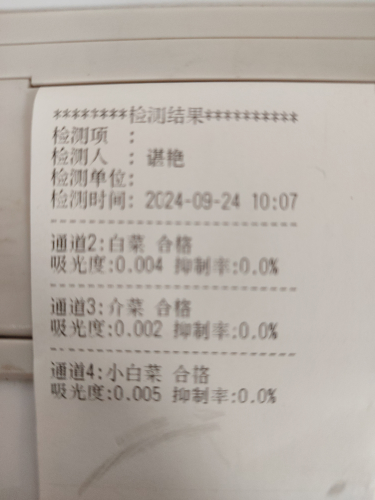 ********检测结果**********
检测项  :
检测人  : 谌艳
检测单位:
检测时间: 2024-09-24 10:07
--------------------------
通道2:白菜 合格
吸光度:0.004 抑制率:0.0%
--------------------------
通道3:介菜 合格
吸光度:0.002 抑制率:0.0%
--------------------------
通道4:小白菜 合格
吸光度:0.005 抑制率:0.0%